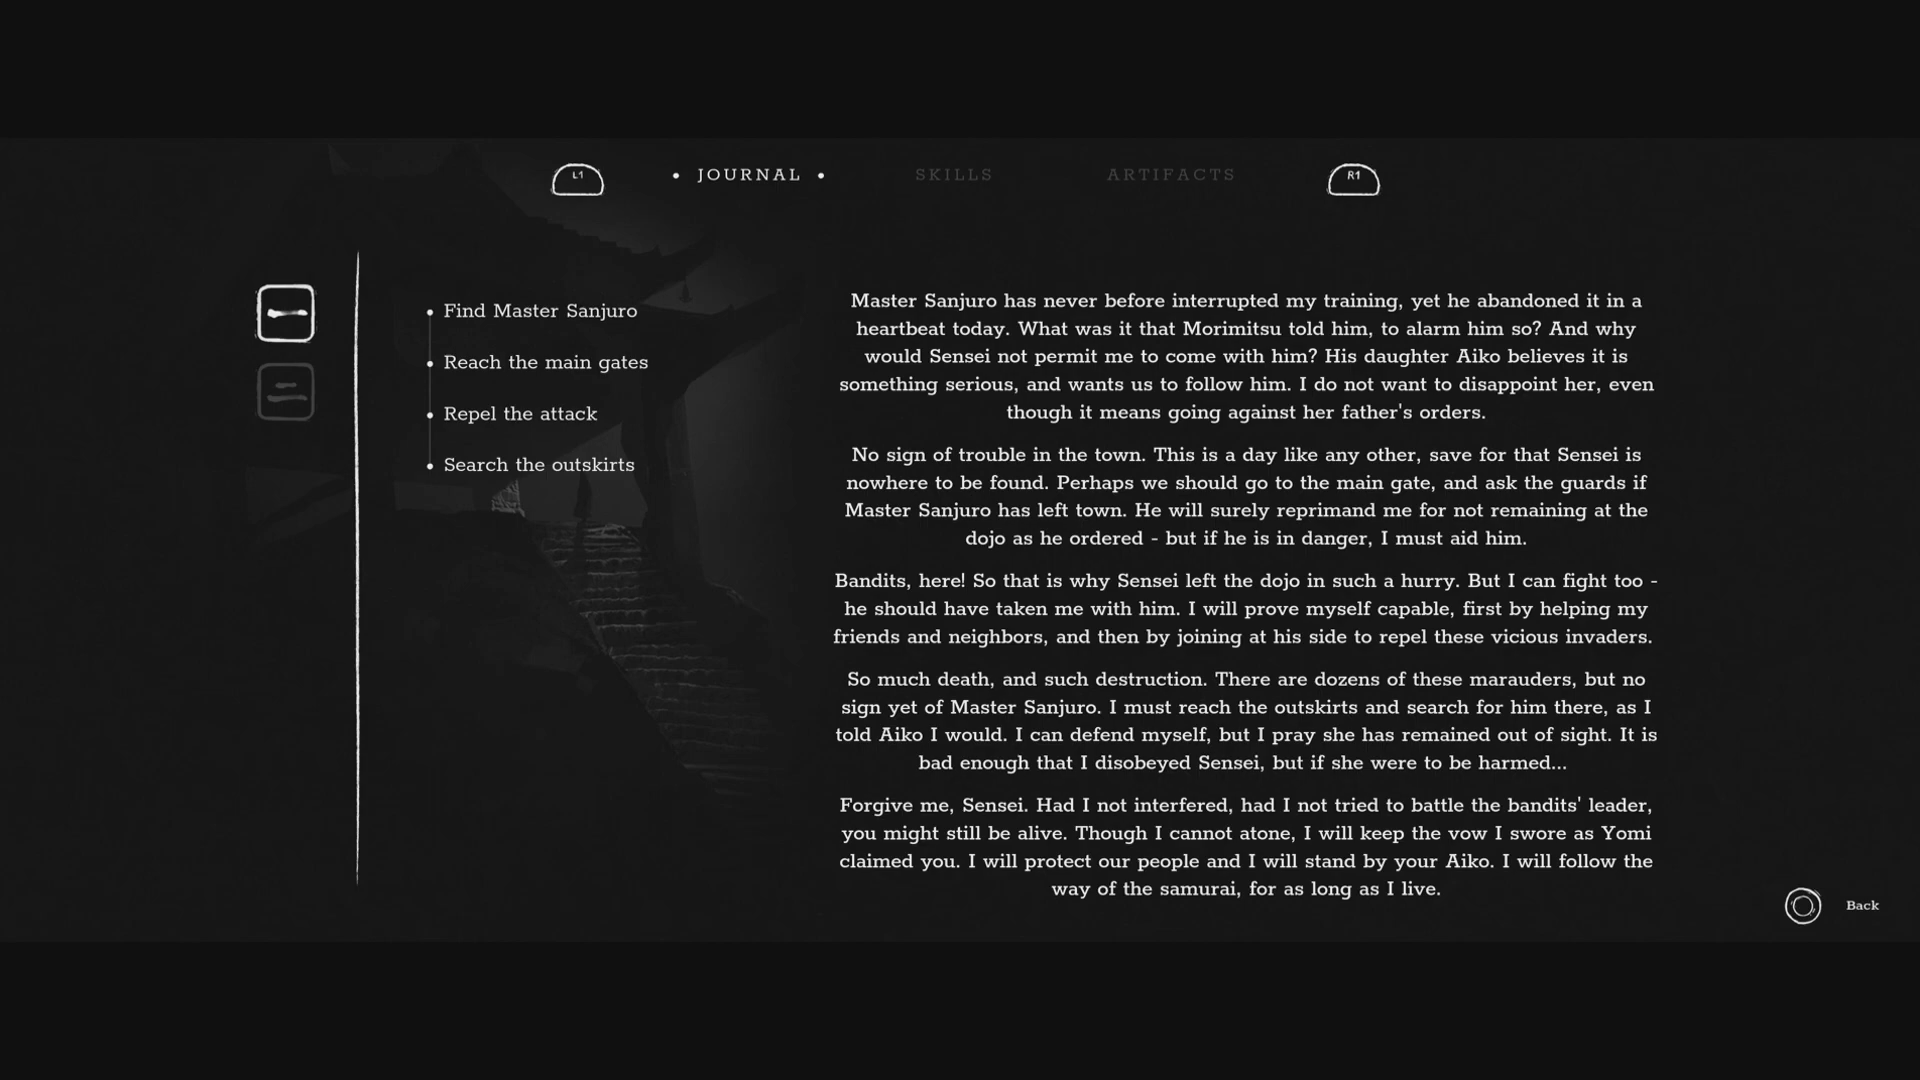 L1
• JOURNAL •
SKILLS
ARTIFACTS
R1
一
二
• Find Master Sanjuro
• Reach the main gates
• Repel the attack
• Search the outskirts
Master Sanjuro has never before interrupted my training, yet he abandoned it in a
heartbeat today. What was it that Morimitsu told him, to alarm him so? And why
would Sensei not permit me to come with him? His daughter Aiko believes it is
something serious, and wants us to follow him. I do not want to disappoint her, even
though it means going against her father's orders.
No sign of trouble in the town. This is a day like any other, save for that Sensei is
nowhere to be found. Perhaps we should go to the main gate, and ask the guards if
Master Sanjuro has left town. He will surely reprimand me for not remaining at the
dojo as he ordered - but if he is in danger, I must aid him.
Bandits, here! So that is why Sensei left the dojo in such a hurry. But I can fight too -
he should have taken me with him. I will prove myself capable, first by helping my
friends and neighbors, and then by joining at his side to repel these vicious invaders.
So much death, and such destruction. There are dozens of these marauders, but no
sign yet of Master Sanjuro. I must reach the outskirts and search for him there, as I
told Aiko I would. I can defend myself, but I pray she has remained out of sight. It is
bad enough that I disobeyed Sensei, but if she were to be harmed...
Forgive me, Sensei. Had I not interfered, had I not tried to battle the bandits' leader,
you might still be alive. Though I cannot atone, I will keep the vow I swore as Yomi
claimed you. I will protect our people and I will stand by your Aiko. I will follow the
way of the samurai, for as long as I live.
Back